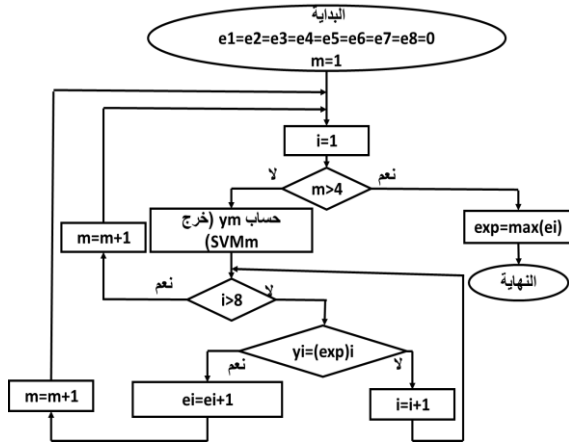 البداية
e1=e2=e3=e4=e5=e6=e7=e8=0
m=1
i=1
لا
m>4
نعم
حساب ym (خرج
SVMm)
m=m+1
exp=max(ei)
النهاية
نعم
i>8
لا
yi=(exp)i
نعم
لا
m=m+1
ei=ei+1
i=i+1